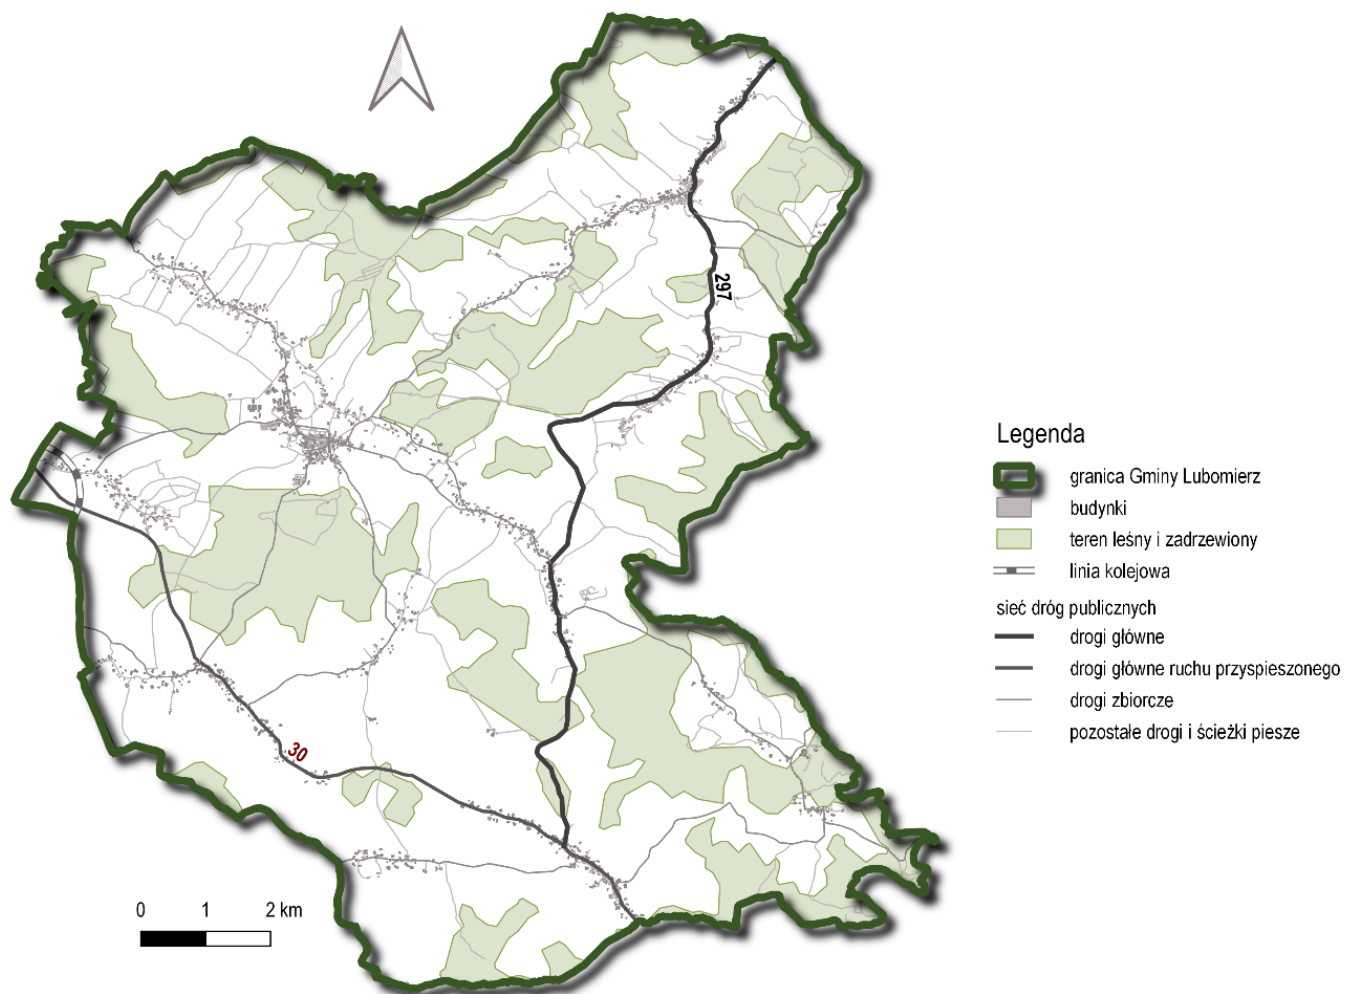 297
30
0 1 2 km
Legenda
granica Gminy Lubomierz
budynki
teren leśny i zadrzewiony
linia kolejowa
sieć dróg publicznych
drogi główne
drogi główne ruchu przyspieszonego
drogi zbiorcze
pozostałe drogi i ścieżki piesze